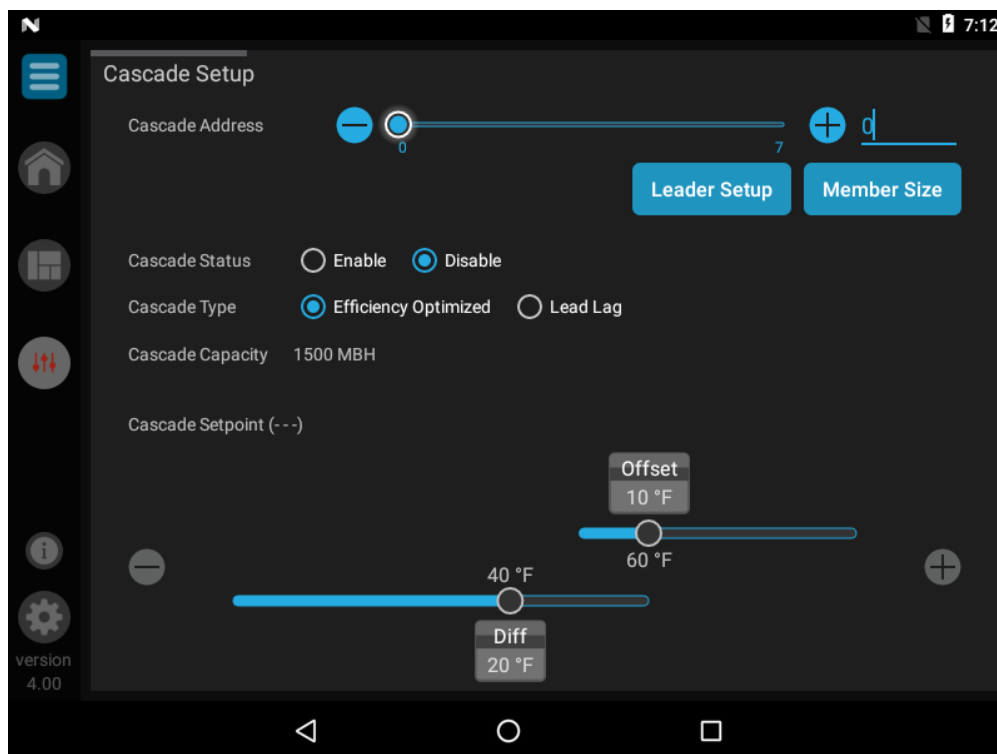 7:12
Cascade Setup
Cascade Address
0
0
7
Leader Setup
Member Size
Cascade Status
Enable
Disable
Cascade Type
Efficiency Optimized
Lead Lag
Cascade Capacity
1500 MBH
Cascade Setpoint (---)
Offset
10 °F
60 °F
40 °F
Diff
20 °F
version
4.00